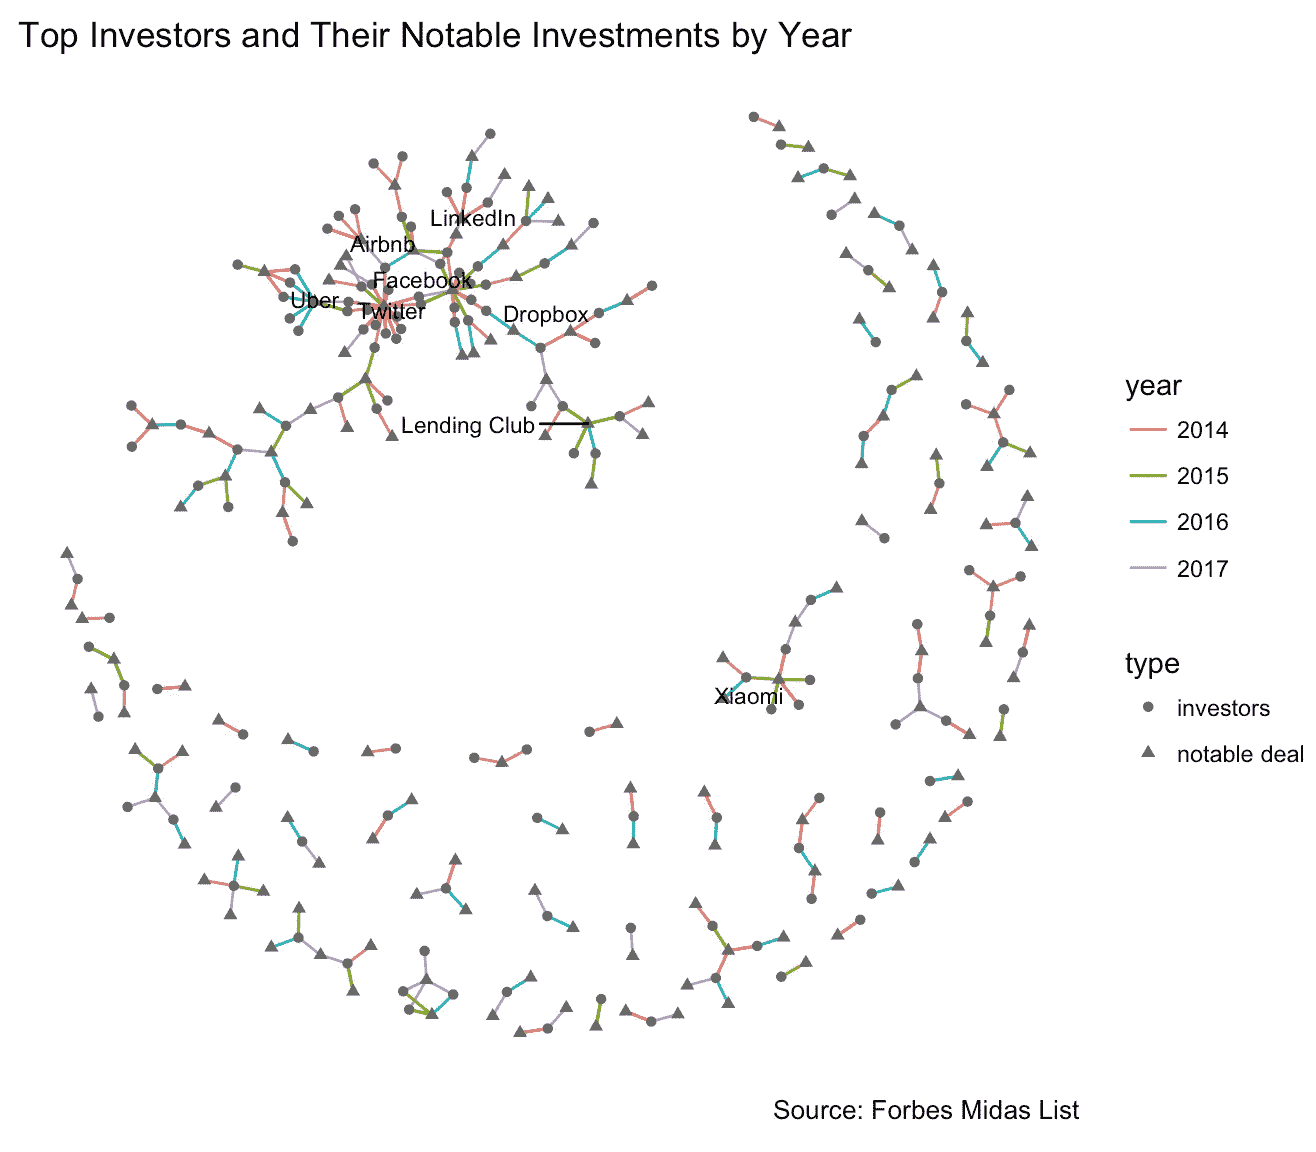 Top Investors and Their Notable Investments by Year
LinkedIn
Airbnb
Facebook
Uber
Twitter
Dropbox
Lending Club
Xiaomi
year
2014
2015
2016
2017
type
investors
notable deal
Source: Forbes Midas List